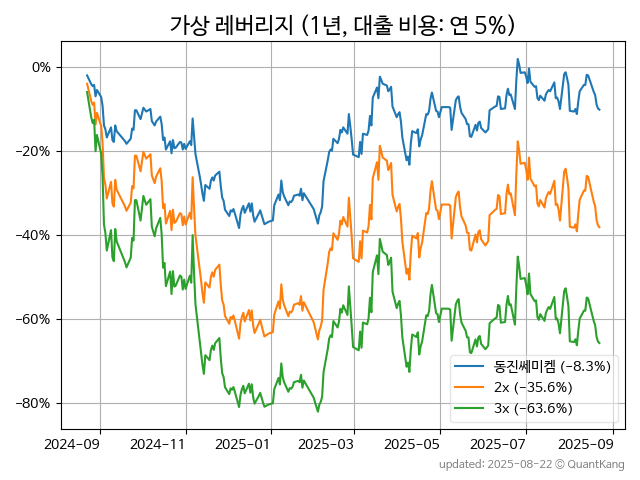 가상 레버리지 (1년, 대출 비용: 연 5%)
0%
−20%
−40%
−60%
−80%
동진쎄미켐 (−8.3%)
2x (−35.6%)
3x (−63.6%)
2024-09 2024-11 2025-01 2025-03 2025-05 2025-07 2025-09
updated: 2025-08-22 © QuantKang